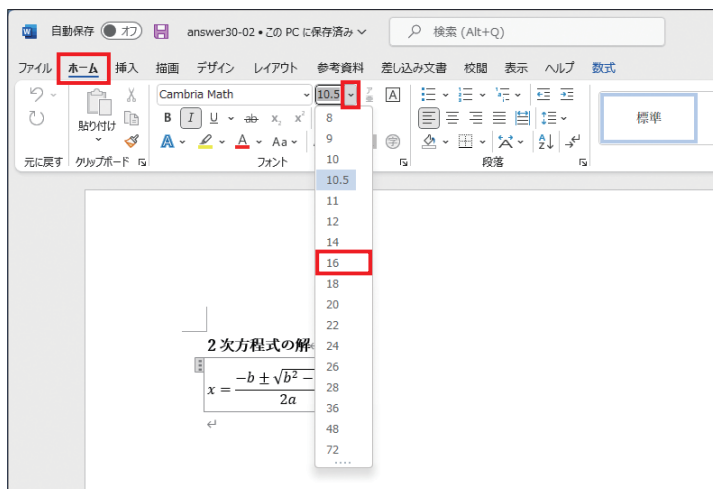 自動保存 オフ answer30-02 • この PC に保存済み 検索 (Alt+Q)
ファイル ホーム 挿入 描画 デザイン レイアウト 参考資料 差し込み文書 校閲 表示 ヘルプ 数式
貼り付け
Cambria Math 10.5 A
B I U ab x₂ x²
A A Aa 字
標準
元に戻す クリップボード フォント 段落
8
9
10
10.5
11
12
14
16
18
20
22
24
26
28
36
48
72
2 次方程式の解
x = −b ± √b² −
2a